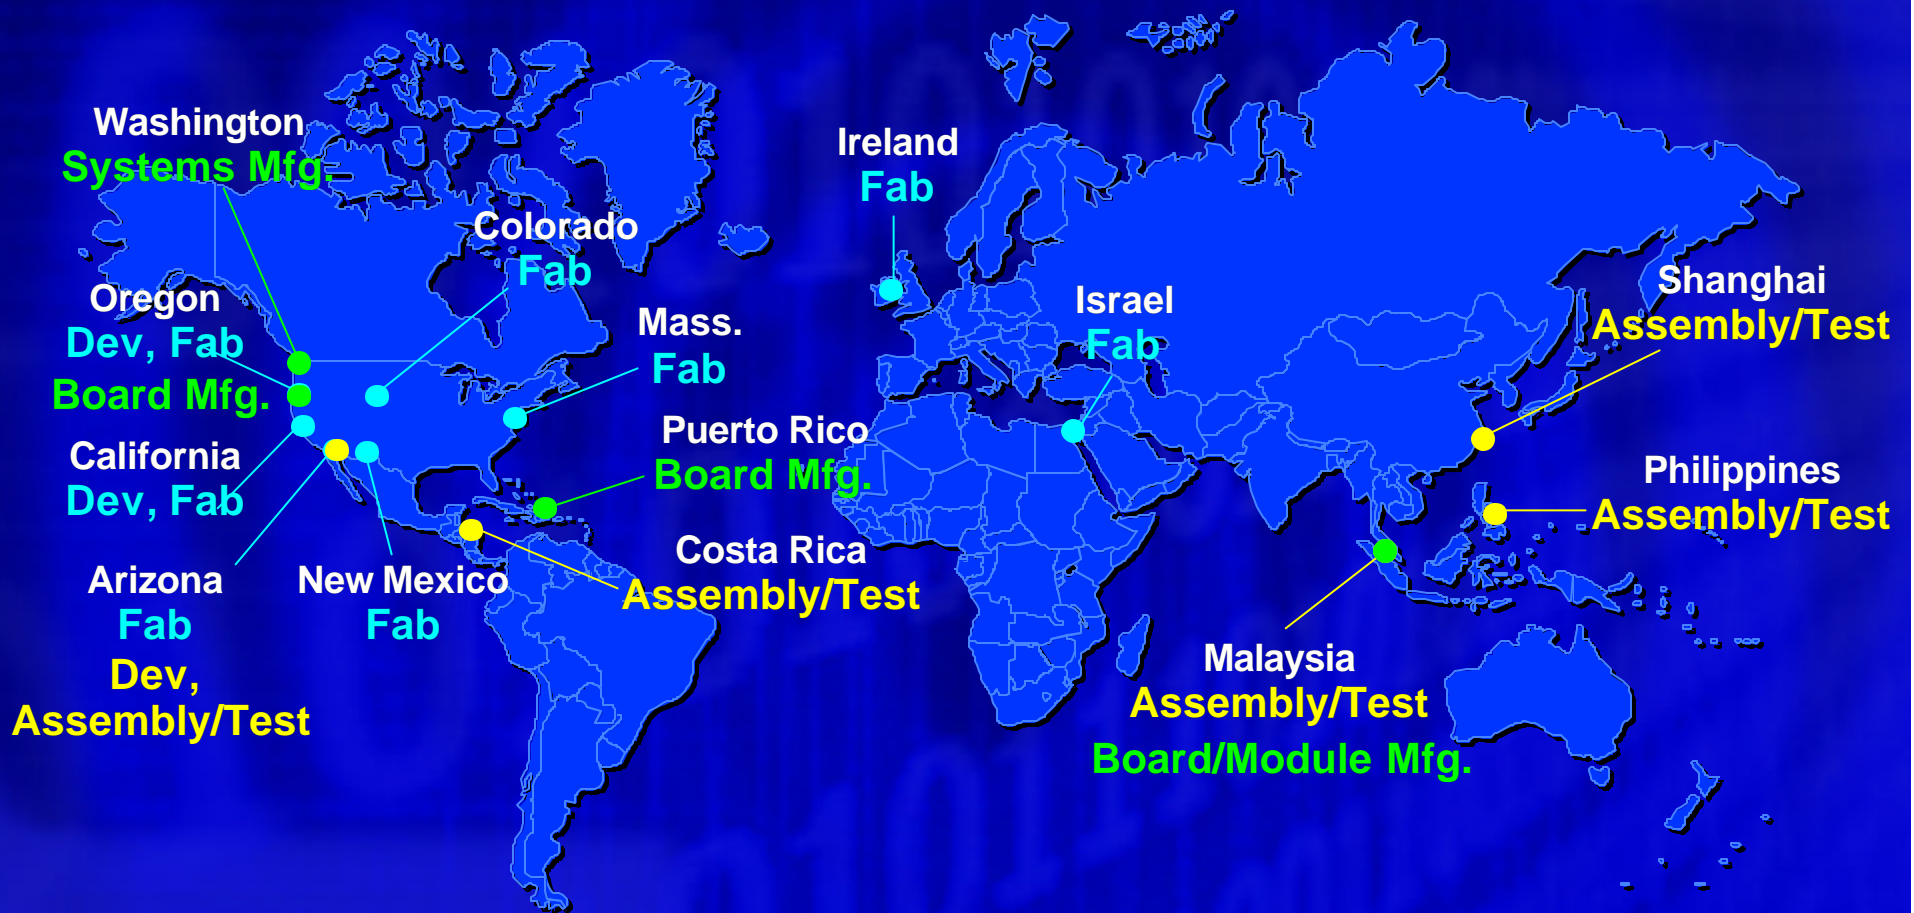 Washington
Systems Mfg.
Oregon
Dev, Fab
Board Mfg.
California
Dev, Fab
Arizona
Fab
Dev,
Assembly/Test
New Mexico
Fab
Colorado
Fab
Mass.
Fab
Puerto Rico
Board Mfg.
Costa Rica
Assembly/Test
Ireland
Fab
Israel
Fab
Shanghai
Assembly/Test
Philippines
Assembly/Test
Malaysia
Assembly/Test
Board/Module Mfg.